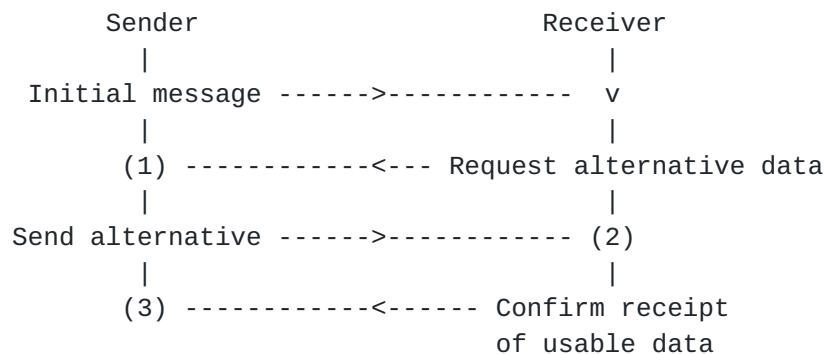 Sender                         Receiver
|                              |
Initial message ------>------------  v
|                              |
(1) ------------<--- Request alternative data
|                              |
Send alternative ------>------------ (2)
|                              |
(3) ------------<------ Confirm receipt
of usable data